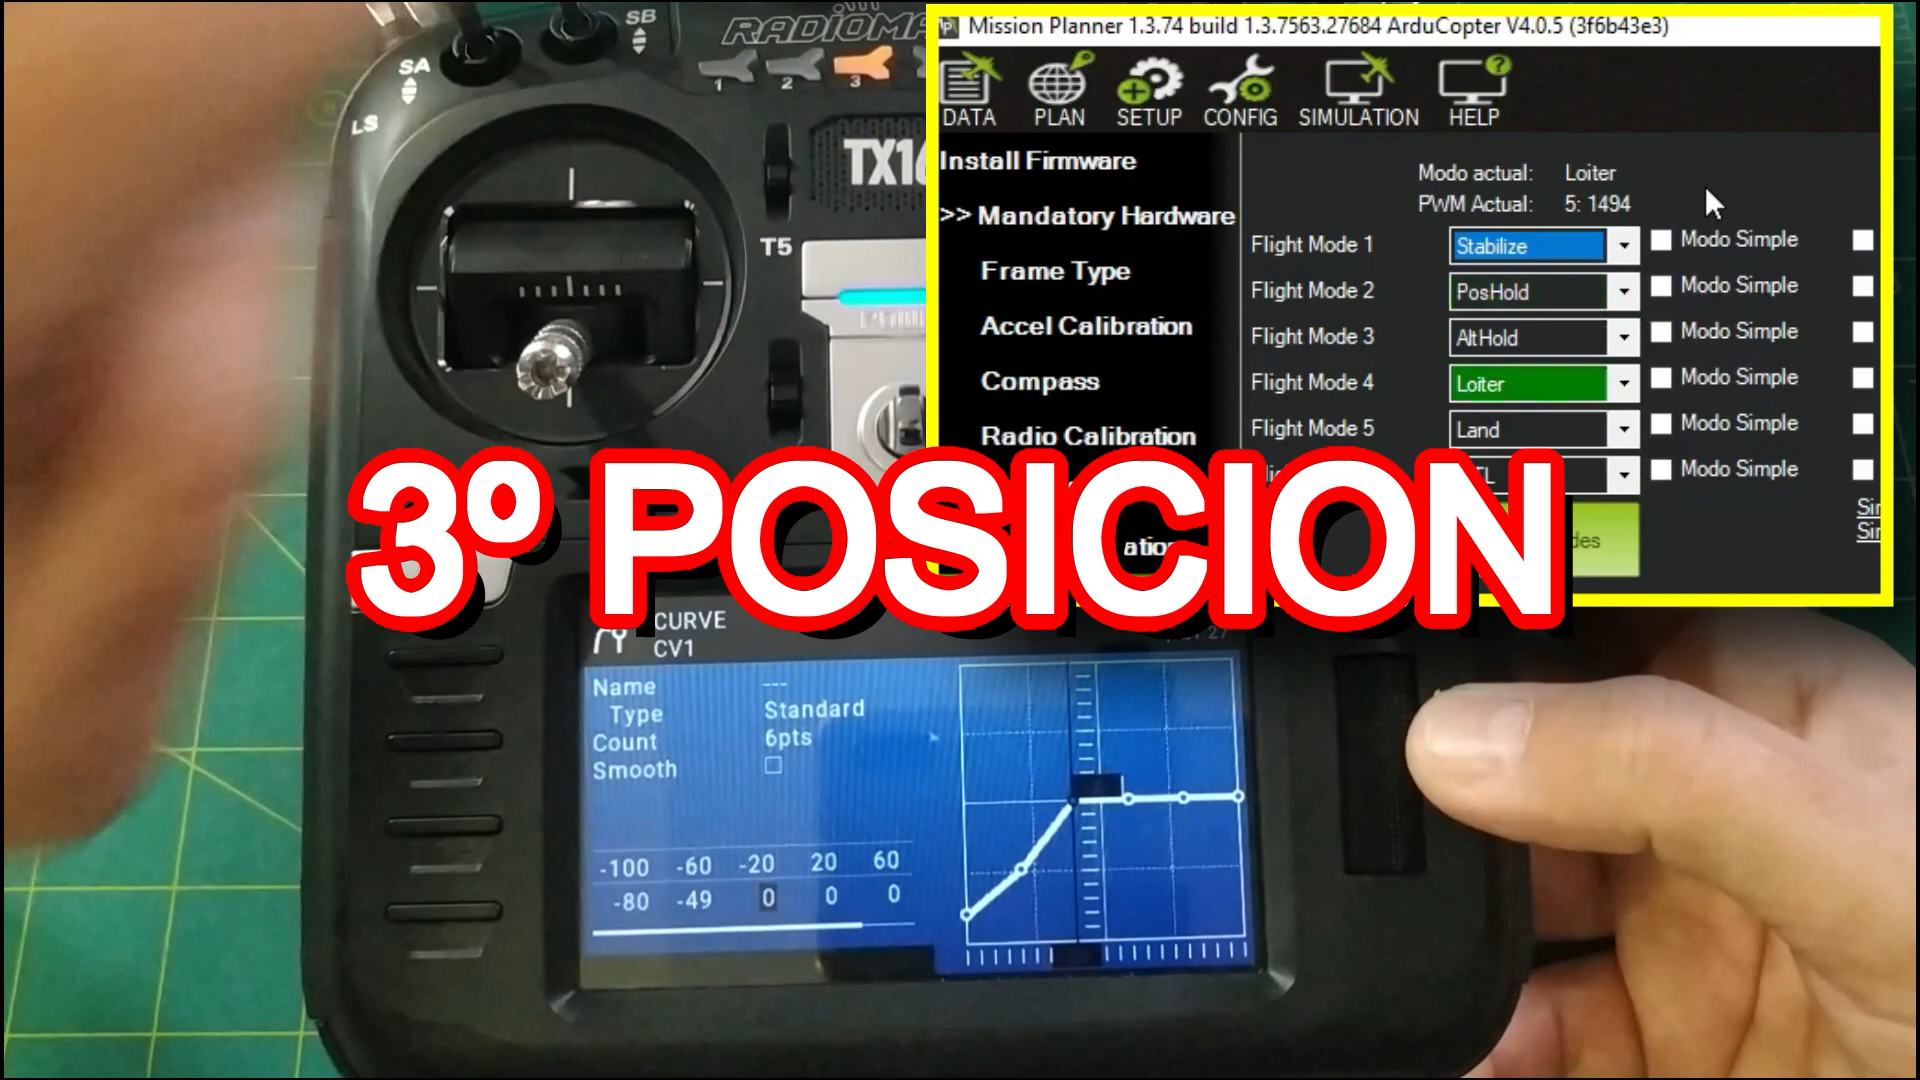 SB
SA
LS
1 2 3
T5
Mission Planner 1.3.74 build 1.3.7563.27684 ArduCopter V4.0.5 (3f6b43e3)
DATA PLAN SETUP CONFIG SIMULATION HELP
Install Firmware
>> Mandatory Hardware
Frame Type
Accel Calibration
Compass
Radio Calibration
Modo actual: Loiter
PWM Actual: 5: 1494
Flight Mode 1 Stabilize Modo Simple
Flight Mode 2 PosHold Modo Simple
Flight Mode 3 AltHold Modo Simple
Flight Mode 4 Loiter Modo Simple
Flight Mode 5 Land Modo Simple
Modo Simple
3º POSICION
CURVE
CV1
Name ---
Type Standard
Count 6pts
Smooth
-100 -60 -20 20 60
-80 -49 0 0 0